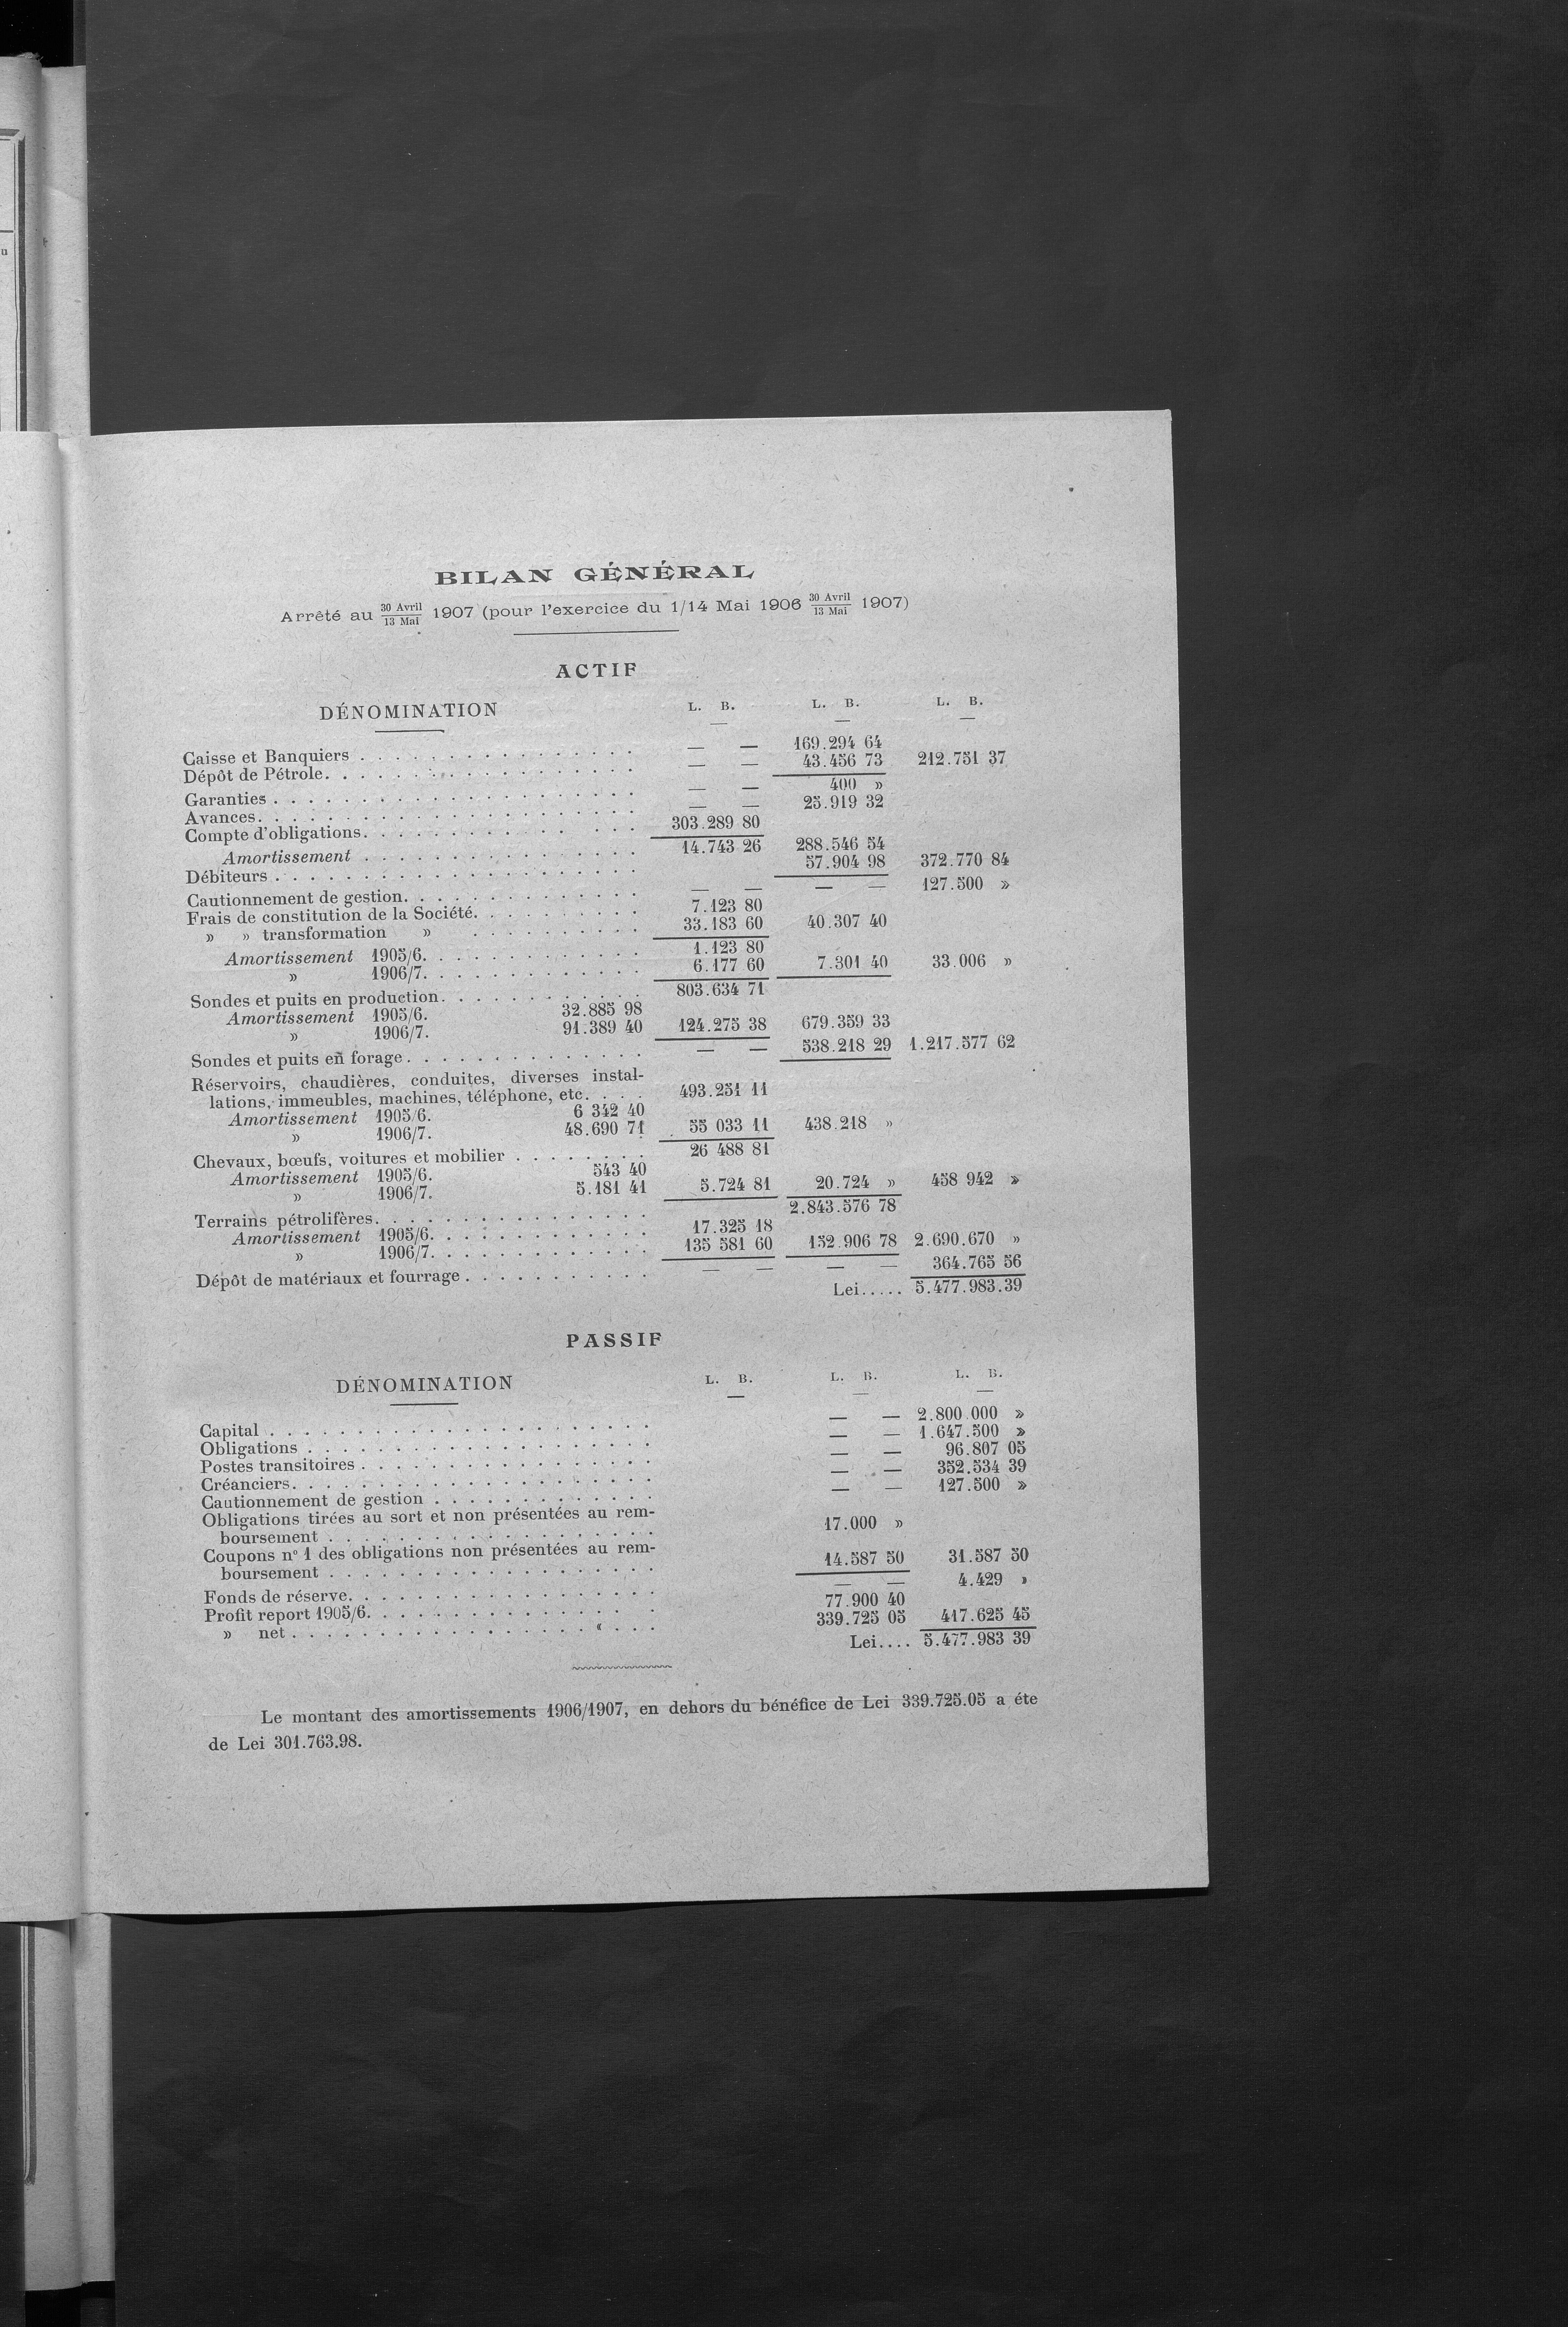 u
BILAN GÉNÉRAL
Arrêté au 30 Avril/13 Mai 1907 (pour l'exercice du 1/14 Mai 1906 30 Avril/13 Mai 1907)
ACTIF
DÉNOMINATION L. B. L. B. L. B.
Caisse et Banquiers . . . . . — — 169.294 64
Dépôt de Pétrole. . . . . — — 43.456 73 212.751 37
Garanties . . . . . — — 400 »
Avances. . . . . — — 25.919 32
Compte d'obligations. . . . . 303.289 80
Amortissement . . . . . 14.743 26 288.546 54
Débiteurs . . . . . 57.904 98 372.770 84
Cautionnement de gestion. . . . . — — — — 127.500 »
Frais de constitution de la Société. . . . . 7.123 80
» » transformation » . . . . . 33.183 60 40.307 40
Amortissement 1905/6. . . . . 1.123 80
» 1906/7. . . . . 6.177 60 7.301 40 33.006 »
Sondes et puits en production. . . . . 803.634 71
Amortissement 1905/6. 32.885 98
» 1906/7. 91.389 40 124.275 38 679.359 33
Sondes et puits en forage. . . . . — — 538.218 29 1.217.577 62
Réservoirs, chaudières, conduites, diverses instal-
lations, immeubles, machines, téléphone, etc. . . . 493.251 11
Amortissement 1905/6. 6 342 40
» 1906/7. 48.690 71 55 033 11 438.218 »
Chevaux, bœufs, voitures et mobilier . . . . . 26 488 81
Amortissement 1905/6. 543 40
» 1906/7. 5.181 41 5.724 81 20.724 » 458 942 »
Terrains pétrolifères. . . . . 2.843.576 78
Amortissement 1905/6. . . . . 17.325 18
» 1906/7. . . . . 135 581 60 152.906 78 2.690.670 »
Dépôt de matériaux et fourrage . . . . . — — — — 364.765 56
Lei..... 5.477.983.39
PASSIF
DÉNOMINATION L. B. L. B. L. B.
Capital . . . . . — — 2.800.000 »
Obligations . . . . . — — 1.647.500 »
Postes transitoires . . . . . — — 96.807 05
Créanciers. . . . . — — 352.534 39
Cautionnement de gestion . . . . . — — 127.500 »
Obligations tirées au sort et non présentées au rem-
boursement . . . . . 17.000 »
Coupons n° 1 des obligations non présentées au rem-
boursement . . . . . 14.587 50 31.587 50
Fonds de réserve. . . . . — — 4.429 »
Profit report 1905/6. . . . . 77.900 40
» net . . . . . 339.725 05 417.625 45
Lei.... 5.477.983 39
Le montant des amortissements 1906/1907, en dehors du bénéfice de Lei 339.725.05 a éte
de Lei 301.763.98.